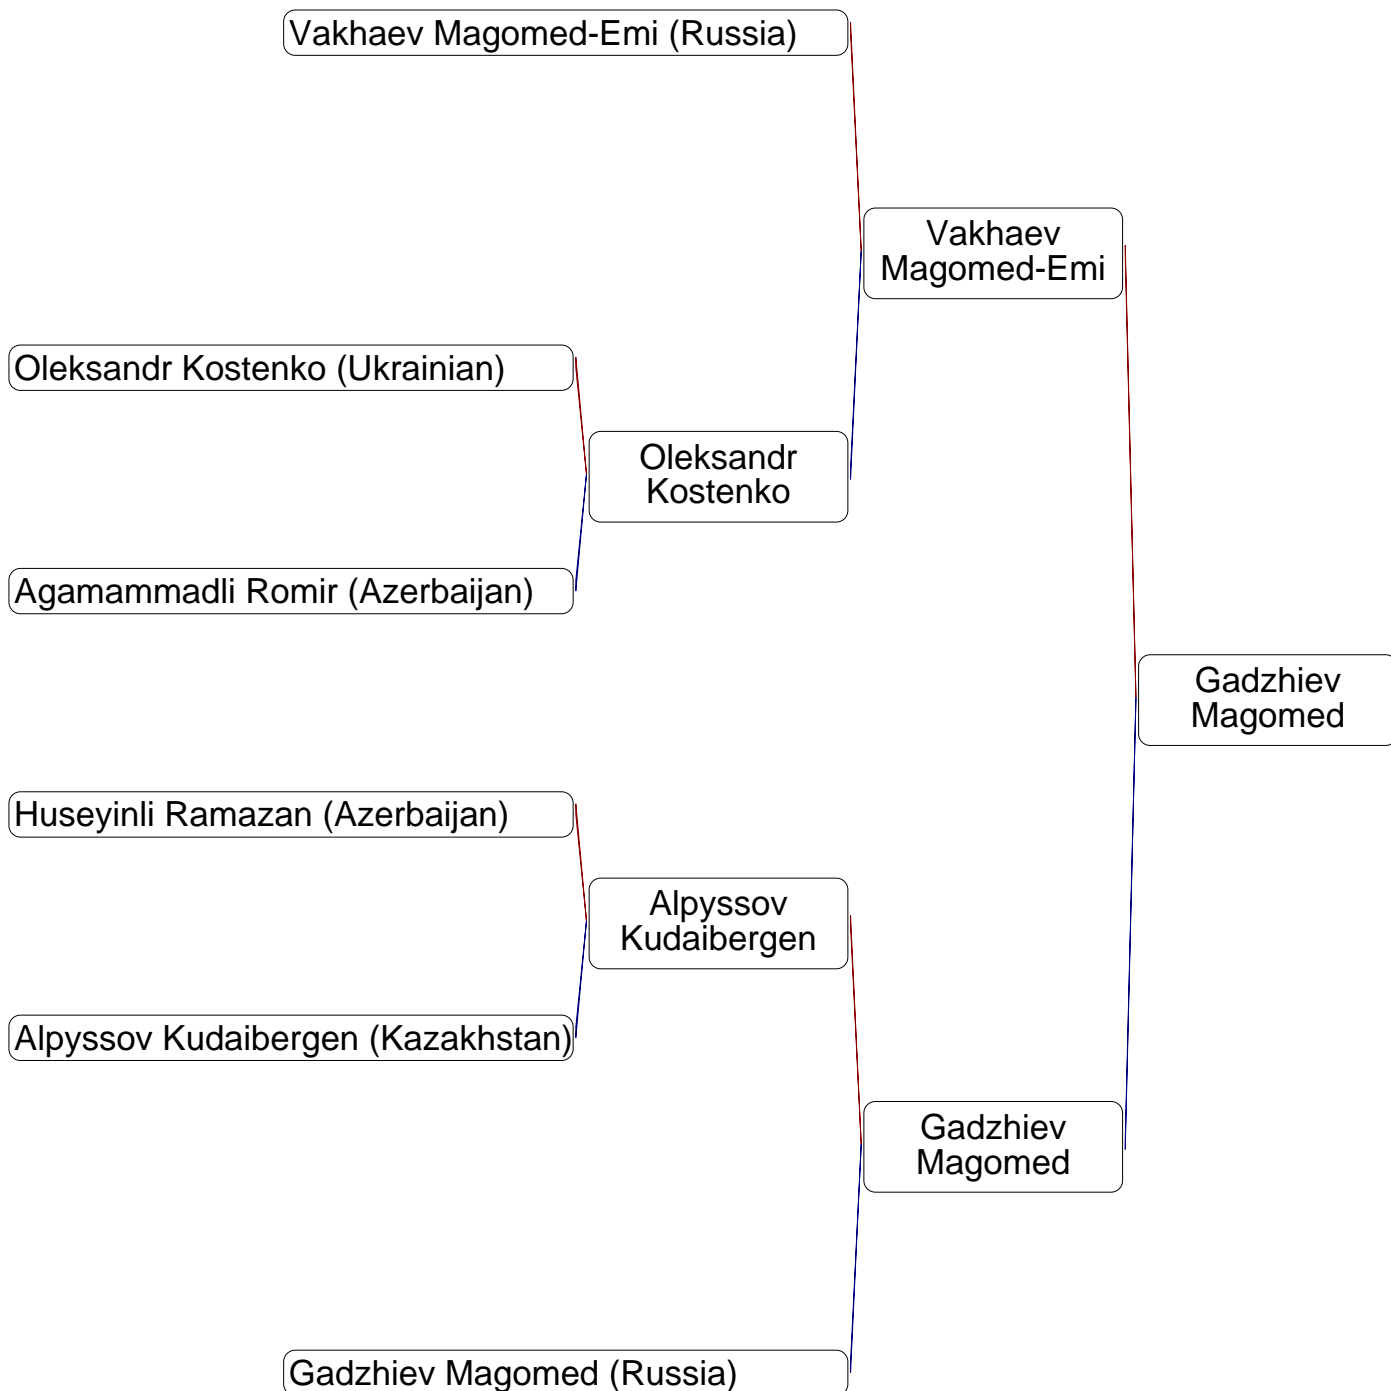 Vakhaev Magomed-Emi (Russia)
Vakhaev
Magomed-Emi
Oleksandr Kostenko (Ukrainian)
Oleksandr
Kostenko
Agamammadli Romir (Azerbaijan)
Gadzhiev
Magomed
Huseyinli Ramazan (Azerbaijan)
Alpyssov
Kudaibergen
Alpyssov Kudaibergen (Kazakhstan)
Gadzhiev
Magomed
Gadzhiev Magomed (Russia)